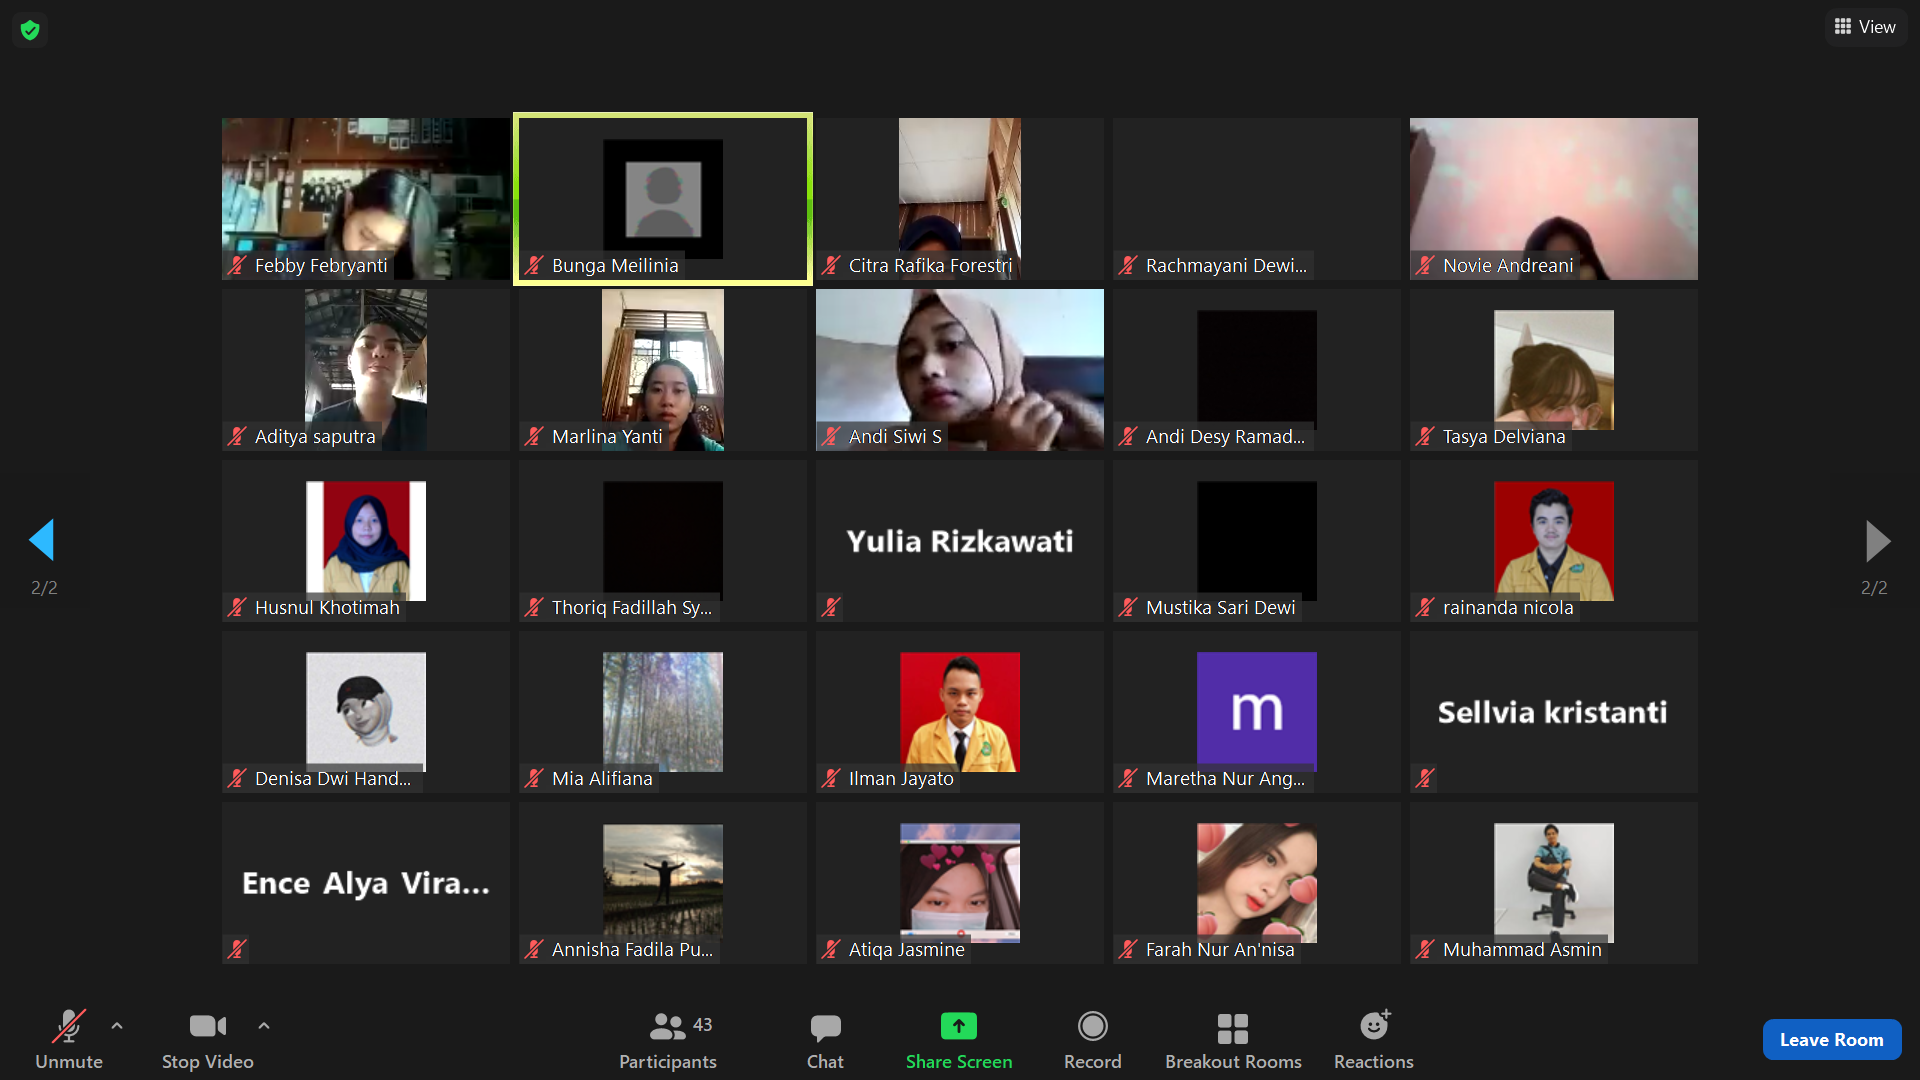 View
Febby Febryanti
Bunga Meilinia
Citra Rafika Forestri
Rachmayani Dewi...
Novie Andreani
Aditya saputra
Marlina Yanti
Andi Siwi S
Andi Desy Ramad...
Tasya Delviana
Husnul Khotimah
Thoriq Fadillah Sy...
Yulia Rizkawati
Mustika Sari Dewi
rainanda nicola
2/2
2/2
Denisa Dwi Hand...
Mia Alifiana
Ilman Jayato
m
Maretha Nur Ang...
Sellvia kristanti
Ence Alya Vira...
Annisha Fadila Pu...
Atiqa Jasmine
Farah Nur An'nisa
Muhammad Asmin
Unmute
Stop Video
43
Participants
Chat
Share Screen
Record
Breakout Rooms
Reactions
Leave Room